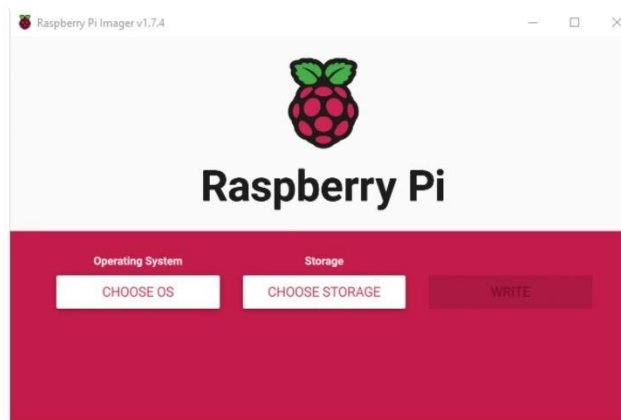 Raspberry Pi Imager v1.7.4
Raspberry Pi
Operating System
Storage
CHOOSE OS
CHOOSE STORAGE
WRITE